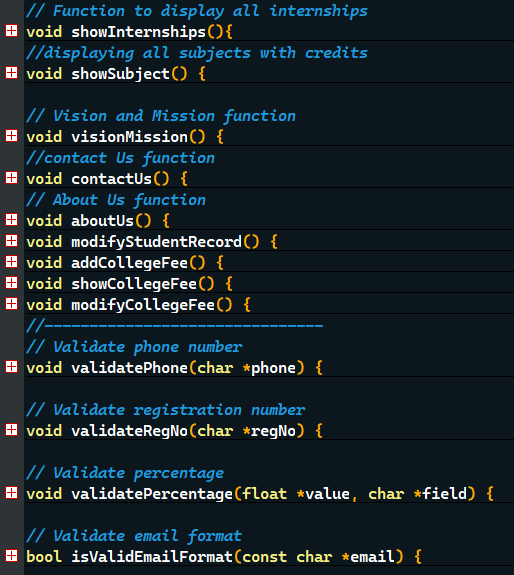 // Function to display all internships
void showInternships(){
//displaying all subjects with credits
void showSubject() {
// Vision and Mission function
void visionMission() {
//contact Us function
void contactUs() {
// About Us function
void aboutUs() {
void modifyStudentRecord() {
void addCollegeFee() {
void showCollegeFee() {
void modifyCollegeFee() {
//-------------------------------
// Validate phone number
void validatePhone(char *phone) {
// Validate registration number
void validateRegNo(char *regNo) {
// Validate percentage
void validatePercentage(float *value, char *field) {
// Validate email format
bool isValidEmailFormat(const char *email) {